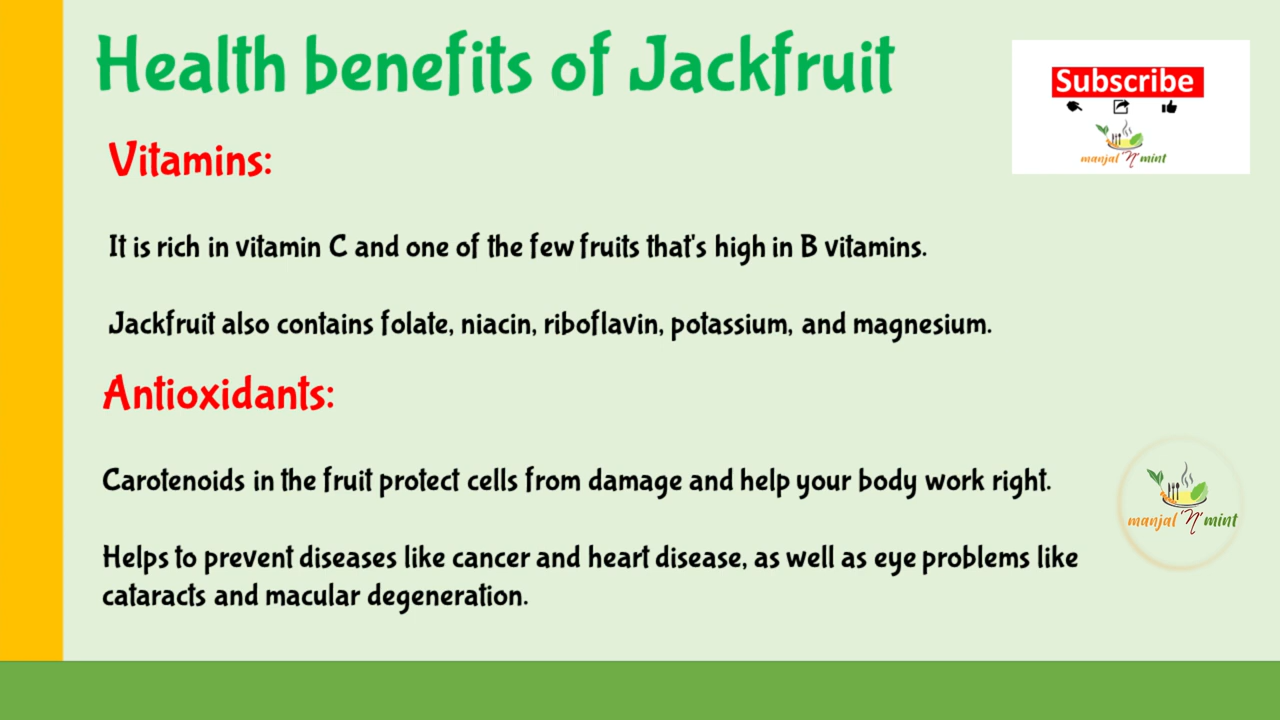 Health benefits of Jackfruit
Subscribe
manjal 'N' mint
Vitamins:
It is rich in vitamin C and one of the few fruits that's high in B vitamins.
Jackfruit also contains folate, niacin, riboflavin, potassium, and magnesium.
Antioxidants:
Carotenoids in the fruit protect cells from damage and help your body work right.
manjal 'N' mint
Helps to prevent diseases like cancer and heart disease, as well as eye problems like
cataracts and macular degeneration.